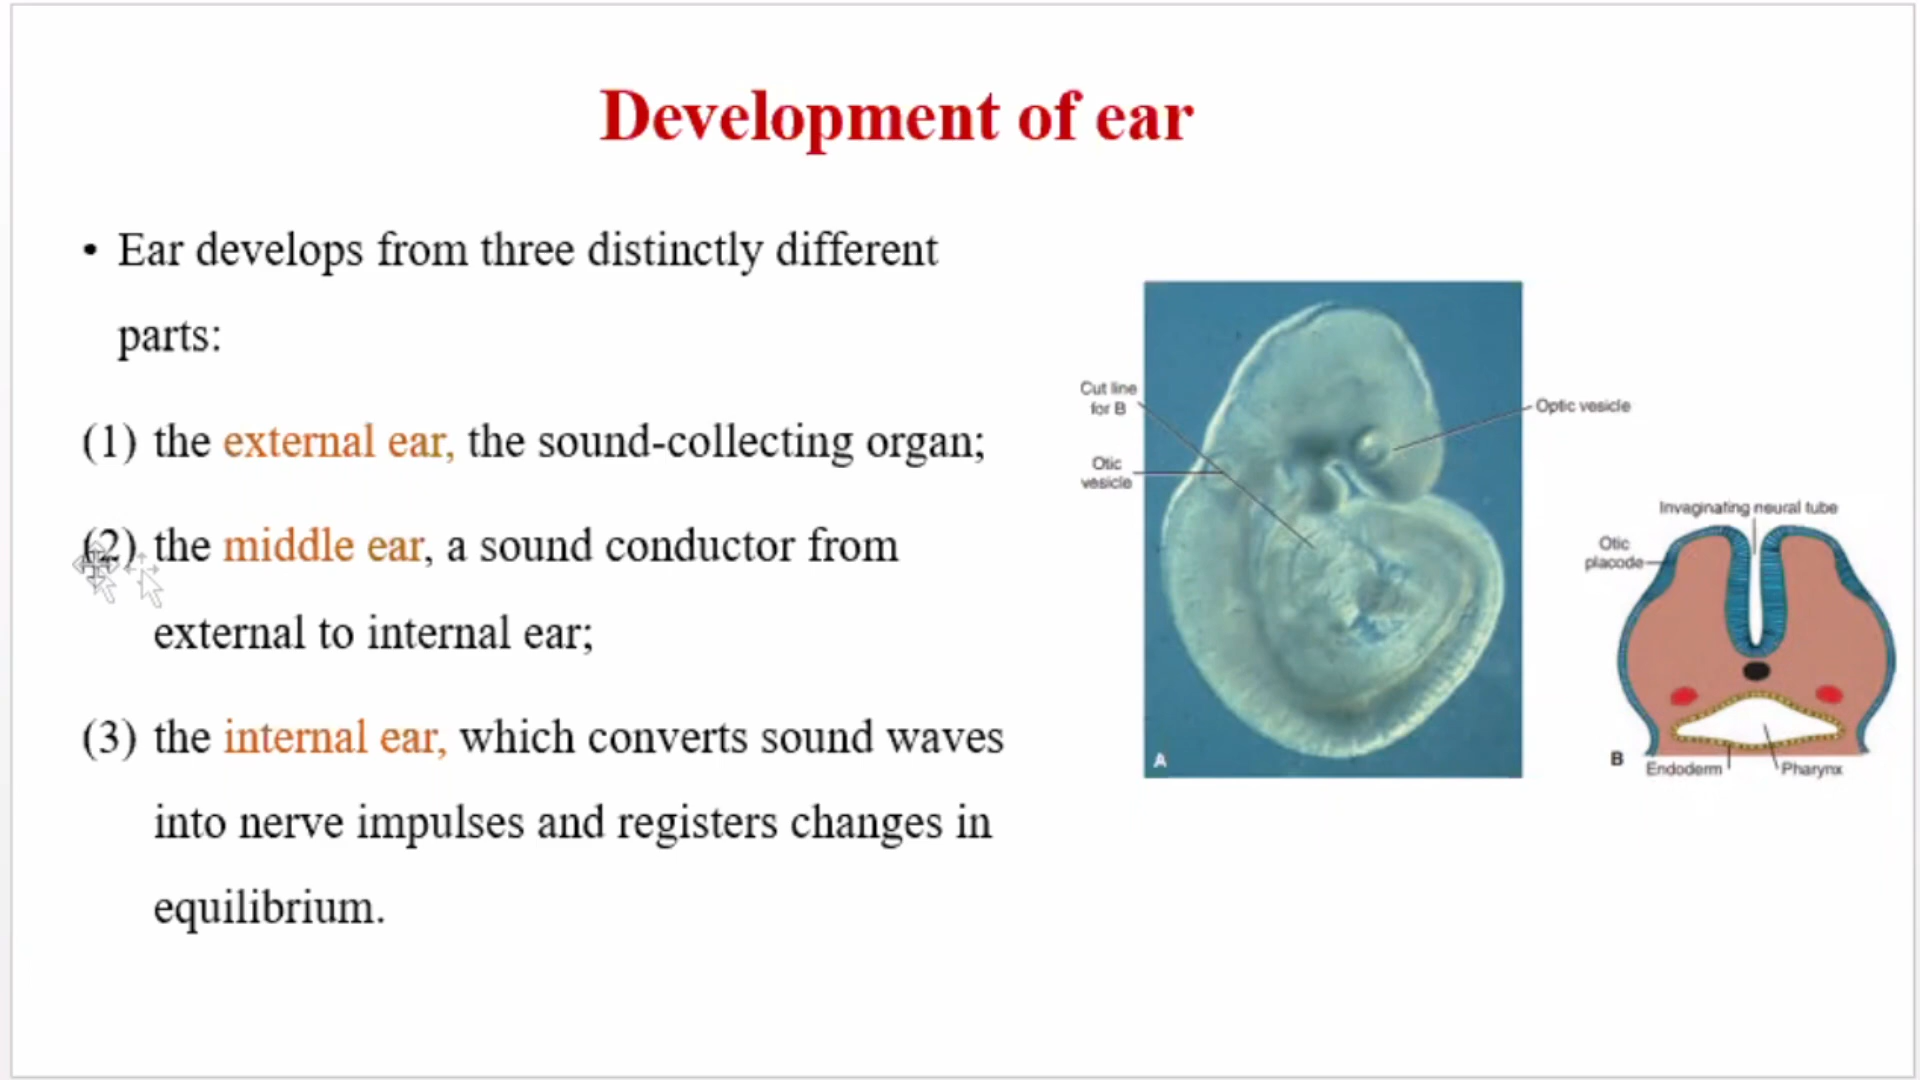 Development of ear
• Ear develops from three distinctly different
parts:
(1) the external ear, the sound-collecting organ;
(2) the middle ear, a sound conductor from
external to internal ear;
(3) the internal ear, which converts sound waves
into nerve impulses and registers changes in
equilibrium.
Cut line
for B
Otic
vesicle
Optic vesicle
A
Invaginating neural tube
Otic
placode
B
Endoderm
Pharynx